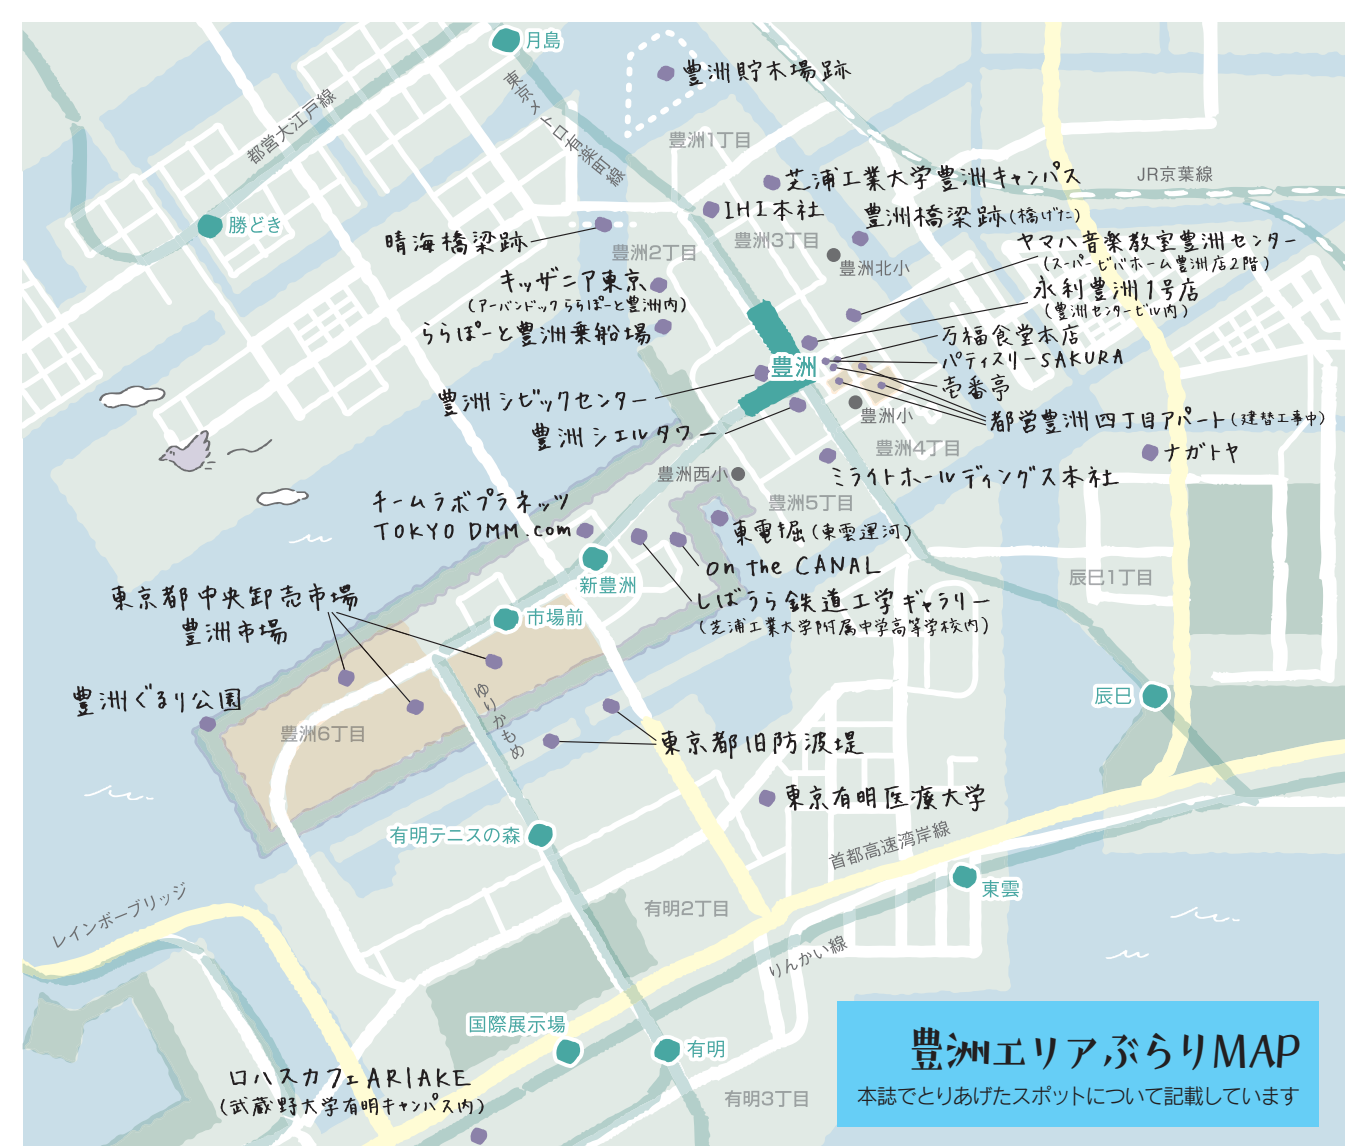 月島
豊洲貯木場跡
東京メトロ有楽町線
都営大江戸線
豊洲1丁目
芝浦工業大学豊洲キャンパス
JR京葉線
IHI本社
豊洲橋梁跡(橋げた)
勝どき
晴海橋梁跡
豊洲2丁目
豊洲3丁目
豊洲北小
ヤマハ音楽教室豊洲センター
(スーパービバホーム豊洲店2階)
キッザニア東京
(アーバンドックららぽーと豊洲内)
永利豊洲1号店
(豊洲センタービル内)
ららぽーと豊洲乗船場
万福食堂本店
パティスリーSAKURA
豊洲
壱番亭
豊洲シビックセンター
豊洲小
都営豊洲四丁目アパート(建替工事中)
豊洲シエルタワー
豊洲4丁目
ナガトヤ
豊洲西小
ミライトホールディングス本社
チームラボプラネッツ
TOKYO DMM.com
豊洲5丁目
東電堀(東雲運河)
on the CANAL
新豊洲
辰巳1丁目
東京都中央卸売市場
豊洲市場
市場前
しばうら鉄道工学ギャラリー
(芝浦工業大学附属中学高等学校内)
豊洲ぐるり公園
ゆりかもめ
辰巳
豊洲6丁目
東京都旧防波堤
東京有明医療大学
有明テニスの森
首都高速湾岸線
東雲
レインボーブリッジ
有明2丁目
りんかい線
国際展示場
有明
豊洲エリアぶらりMAP
本誌でとりあげたスポットについて記載しています
ロハスカフェARIAKE
(武蔵野大学有明キャンパス内)
有明3丁目